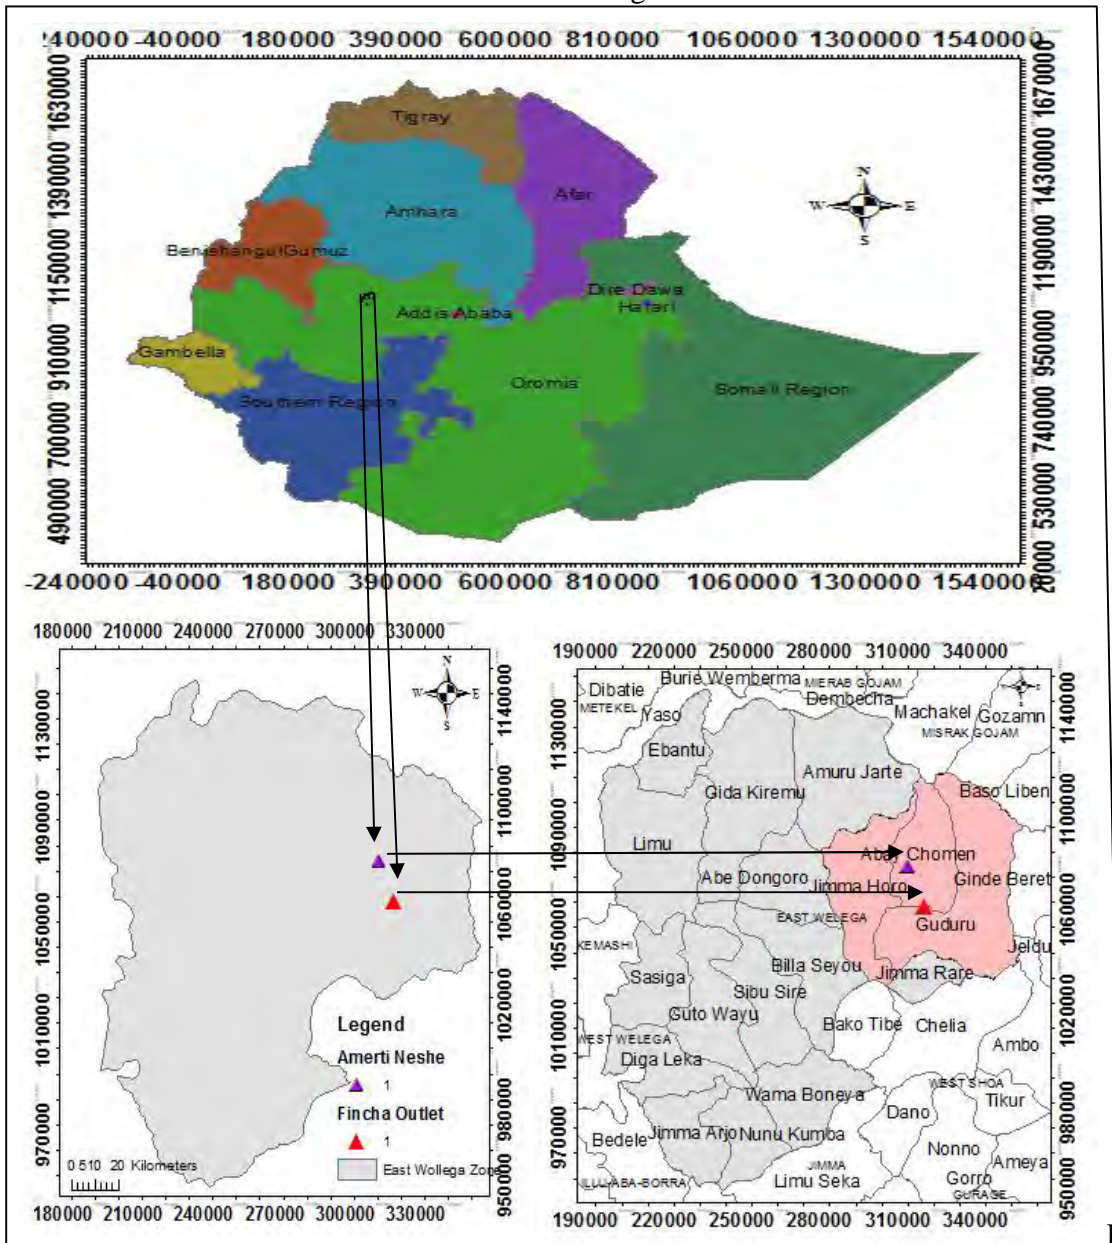 240000 -40000 180000 390000 600000 810000 1060000 1300000 1540000
1630000
1390000
1150000
910000
700000
490000
1670000
1430000
1190000
950000
740000
530000
Tigray
Afar
Amhara
Benishangul Gumuz
Dire Dawa
Harari
Addis Ababa
Gambella
Oromia
Somali Region
Southern Region
N
W E
S
-240000 -40000 180000 390000 600000 810000 1060000 1300000 1540000
180000 210000 240000 270000 300000 330000
1130000
1090000
1050000
1010000
970000
1140000
1100000
1060000
1020000
980000
950000
N
W E
S
Legend
Amerti Neshe
1
Fincha Outlet
1
East Wollega Zone
0 5 10 20 Kilometers
180000 210000 240000 270000 300000 330000
190000 220000 250000 280000 310000 340000
1130000
1090000
1050000
1010000
970000
1140000
1100000
1060000
1020000
980000
950000
Burie Wemberma
MIERAB GOJAM
Dibatie
METEKEL
Dembecha
Machakel
Gozamn
MISRAK GOJAM
Yaso
Ebantu
Amuru Jarte
Gida Kiremu
Baso Liben
Limu
Abay Chomen
Abe Dongoro
Jimma Horo
Ginde Beret
EAST WELEGA
Guduru
KEMASHI
Jeldu
Billa Seyou
Jimma Rare
Sasiga
Sibu Sire
Guto Wayu
Bako Tibe
Chelia
WEST WELEGA
Ambo
Diga Leka
WEST SHOA
Wama Boneya
Tikur
Dano
Bedele
Jimma Arjo
Nunu Kumba
Nonno
Ameya
JIMMA
Limu Seka
Gorro
GURAGE
190000 220000 250000 280000 310000 340000